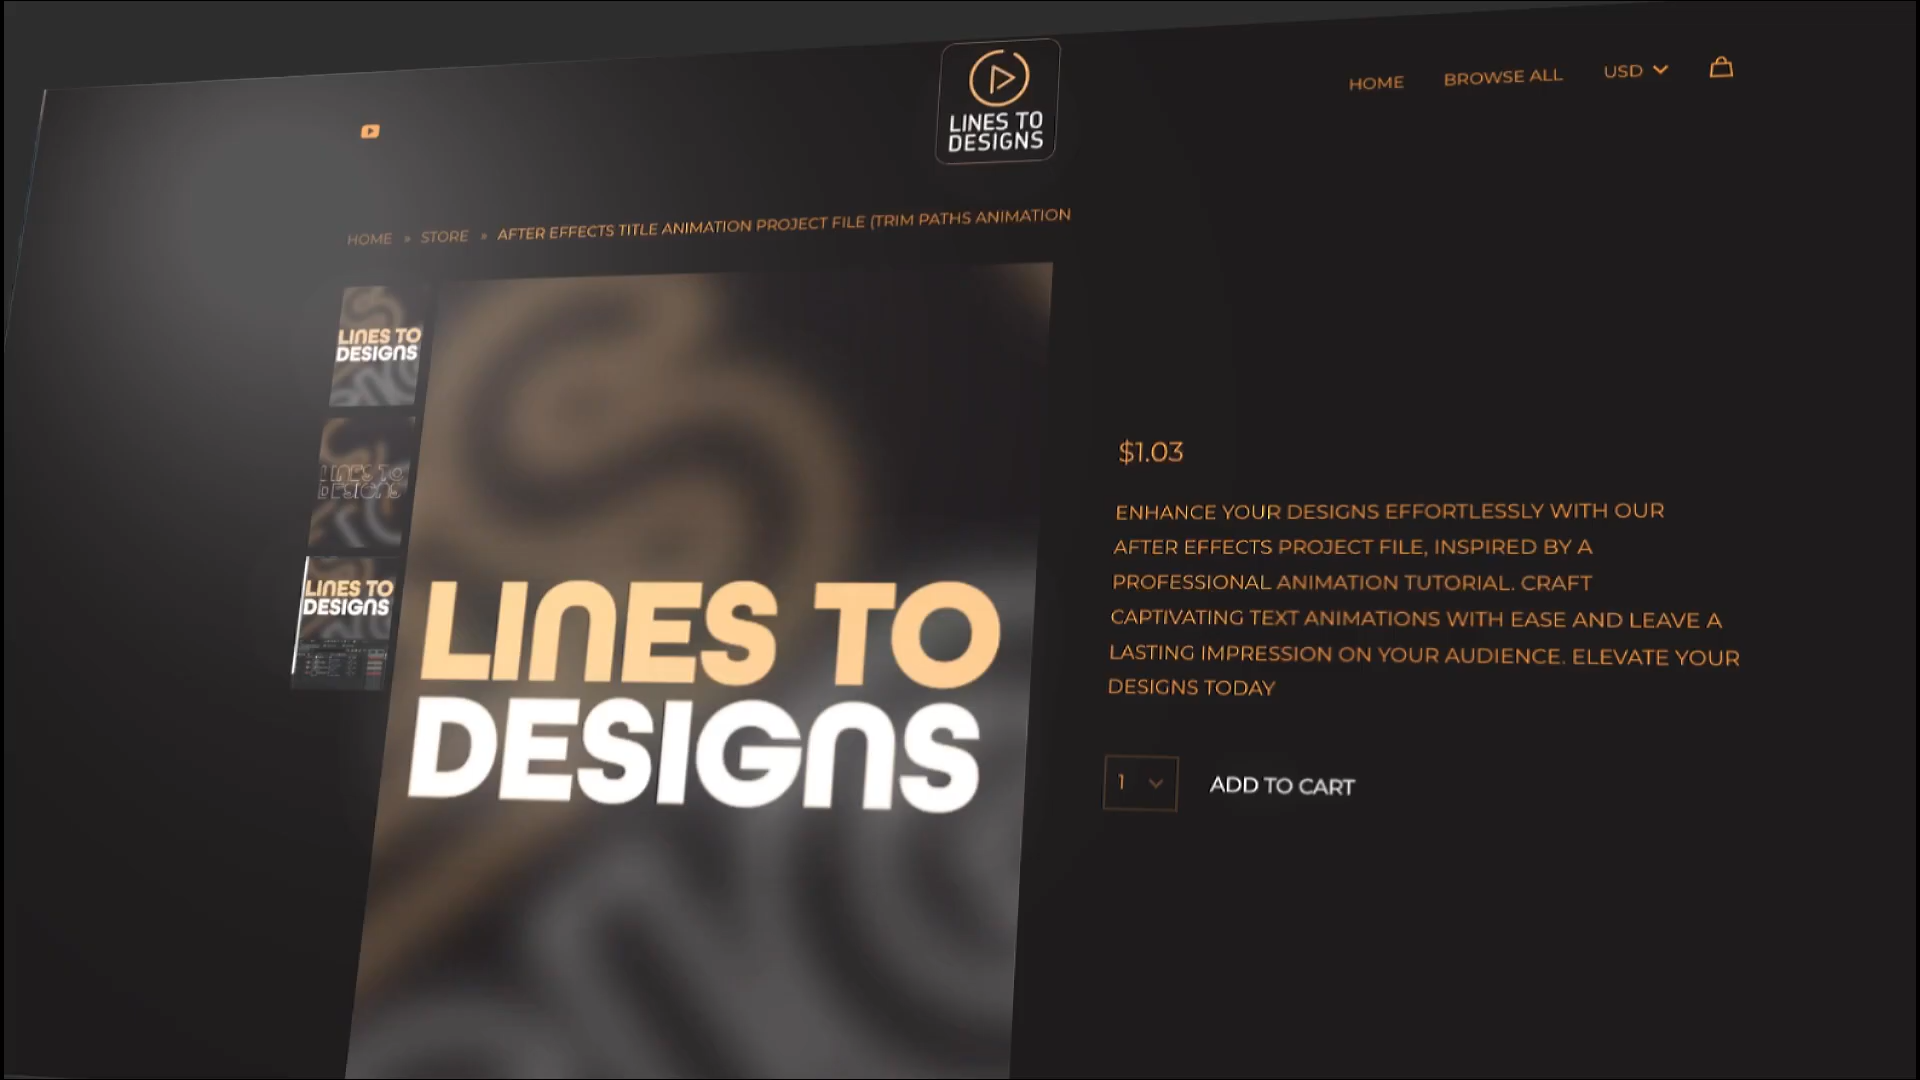 LINES TO
DESIGNS
HOME
BROWSE ALL
USD
HOME » STORE » AFTER EFFECTS TITLE ANIMATION PROJECT FILE (TRIM PATHS ANIMATION
LINES TO
DESIGNS
LINES TO
DESIGNS
LINES TO
DESIGNS
LINES TO
DESIGNS
$1.03
ENHANCE YOUR DESIGNS EFFORTLESSLY WITH OUR
AFTER EFFECTS PROJECT FILE, INSPIRED BY A
PROFESSIONAL ANIMATION TUTORIAL. CRAFT
CAPTIVATING TEXT ANIMATIONS WITH EASE AND LEAVE A
LASTING IMPRESSION ON YOUR AUDIENCE. ELEVATE YOUR
DESIGNS TODAY
1
ADD TO CART